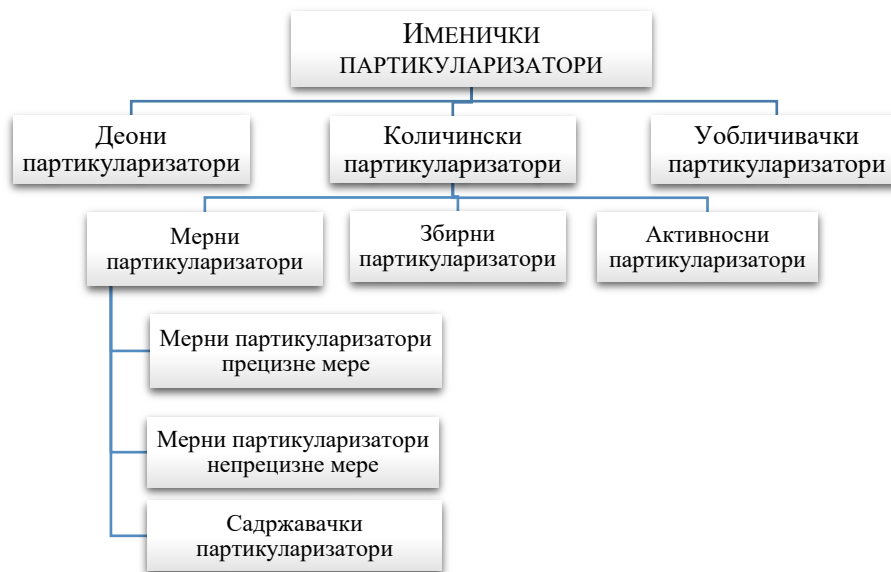 ИМЕНИЧКИ
ПАРТИКУЛАРИЗАТОРИ
Деони
партикуларизатори
Количински
партикуларизатори
Уобличивачки
партикуларизатори
Мерни
партикуларизатори
Збирни
партикуларизатори
Активносни
партикуларизатори
Мерни партикуларизатори
прецизне мере
Мерни партикуларизатори
непрецизне мере
Садржавачки
партикуларизатори